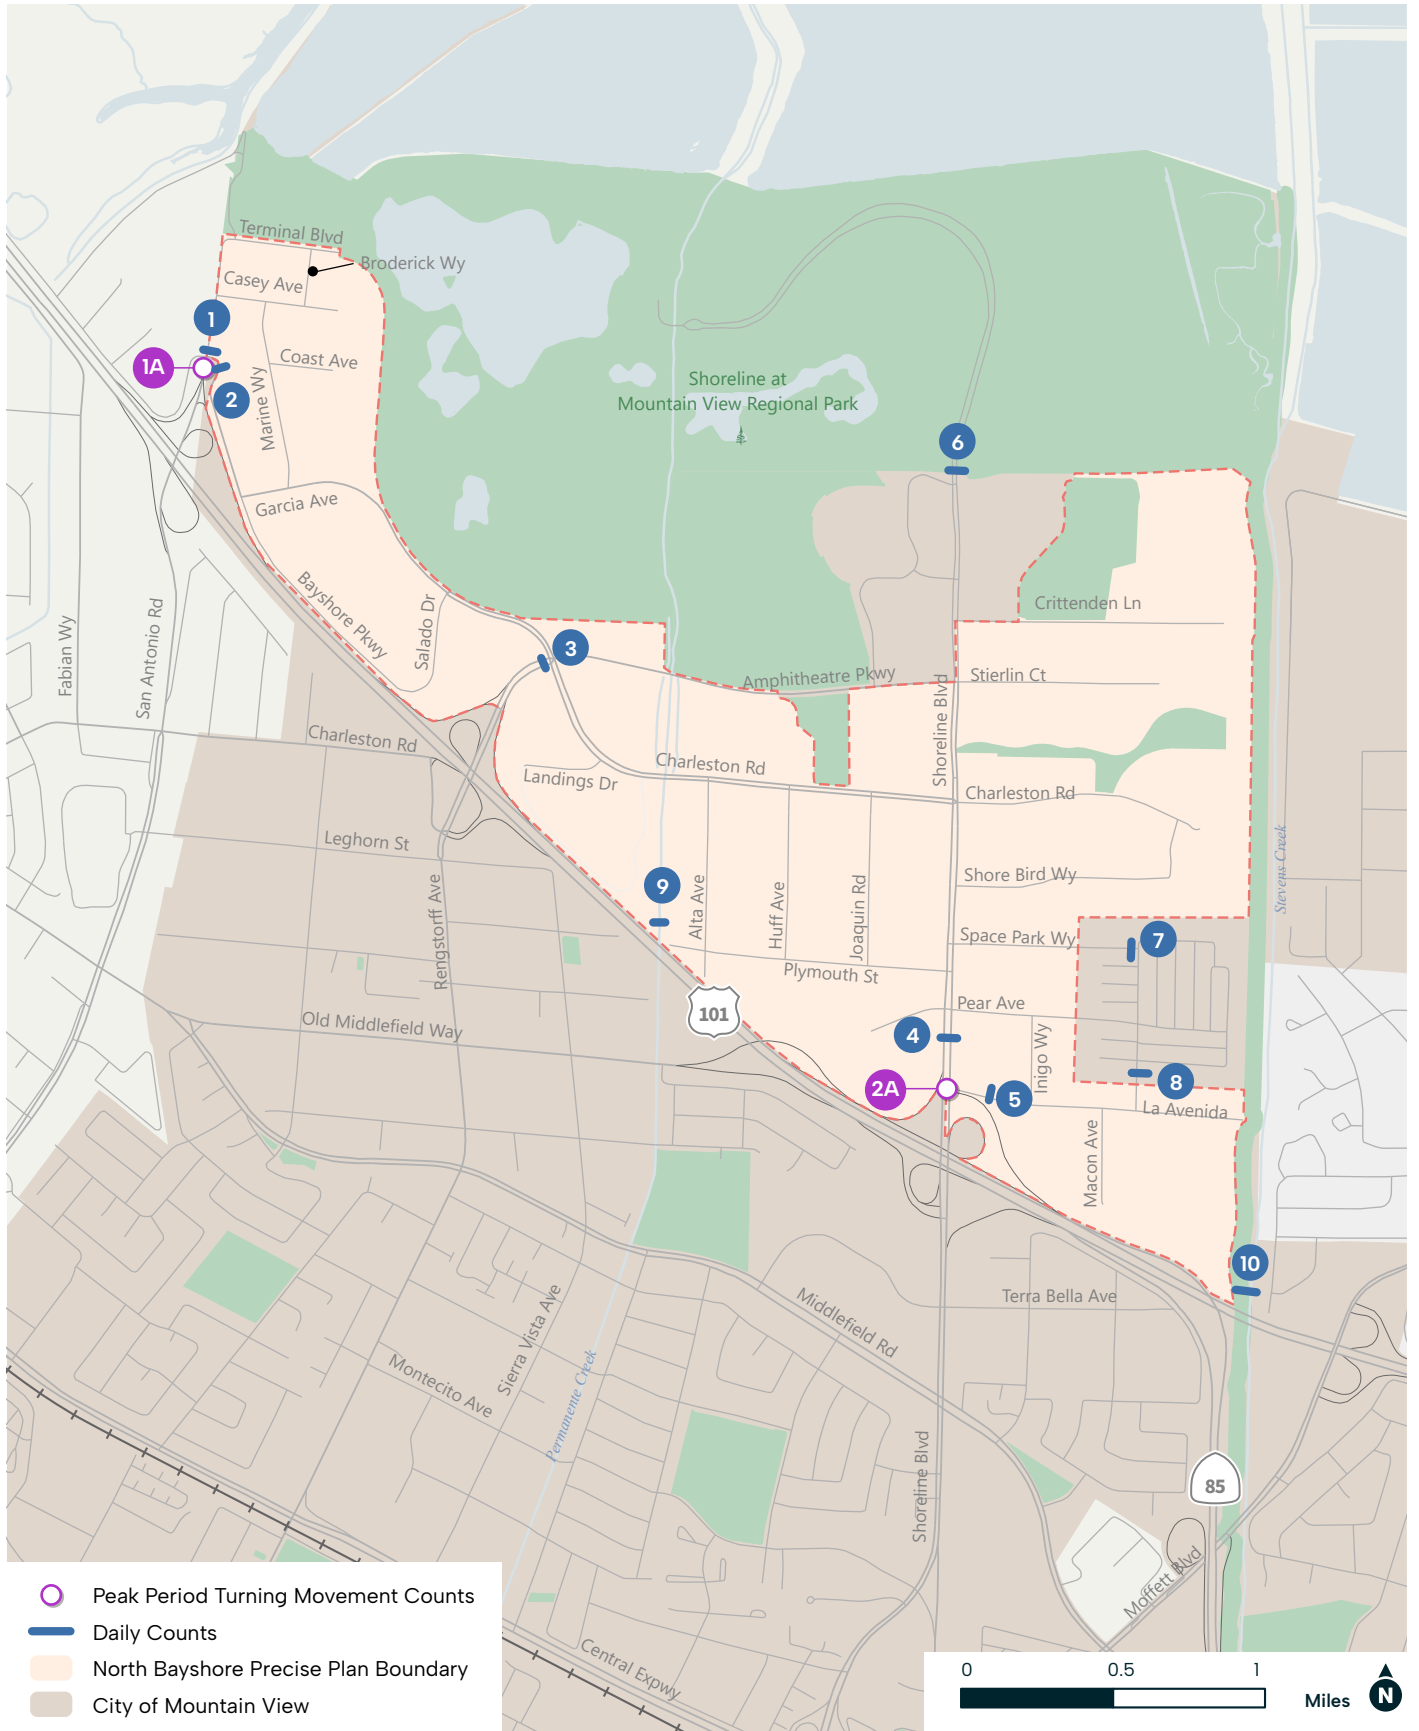 Terminal Blvd
Broderick Wy
Casey Ave
1
Coast Ave
1A
2
Marine Wy
Shoreline at
Mountain View Regional Park
6
Garcia Ave
Bayshore Pkwy
Salado Dr
Crittenden Ln
Fabian Wy
San Antonio Rd
3
Amphitheatre Pkwy
Stierlin Ct
Shoreline Blvd
Charleston Rd
Charleston Rd
Landings Dr
Charleston Rd
Leghorn St
Stevens Creek
Shore Bird Wy
9
Rengstorff Ave
Alta Ave
Huff Ave
Joaquin Rd
Space Park Wy
7
Plymouth St
101
Pear Ave
Old Middlefield Way
4
Inigo Wy
2A
5
8
La Avenida
Macon Ave
10
Terra Bella Ave
Middlefield Rd
Sierra Vista Ave
Montecito Ave
Permanente Creek
Shoreline Blvd
85
Moffett Blvd
Central Expwy
Peak Period Turning Movement Counts
Daily Counts
North Bayshore Precise Plan Boundary
City of Mountain View
0 0.5 1
Miles
N